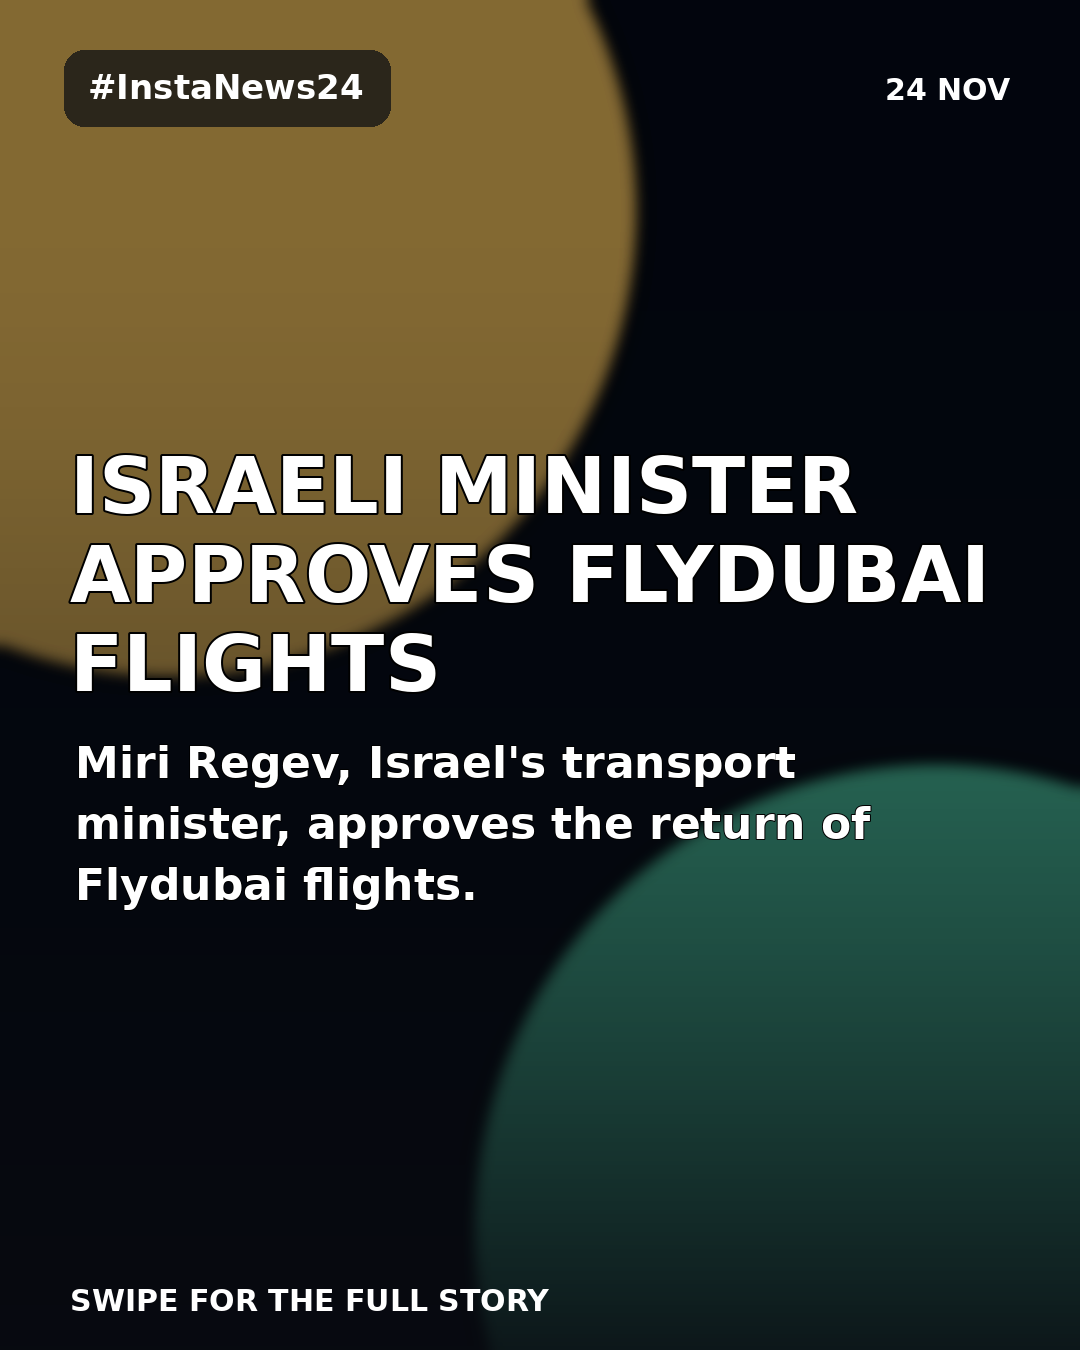 #InstaNews24
24 NOV
ISRAELI MINISTER
APPROVES FLYDUBAI
FLIGHTS
Miri Regev, Israel's transport
minister, approves the return of
Flydubai flights.
SWIPE FOR THE FULL STORY